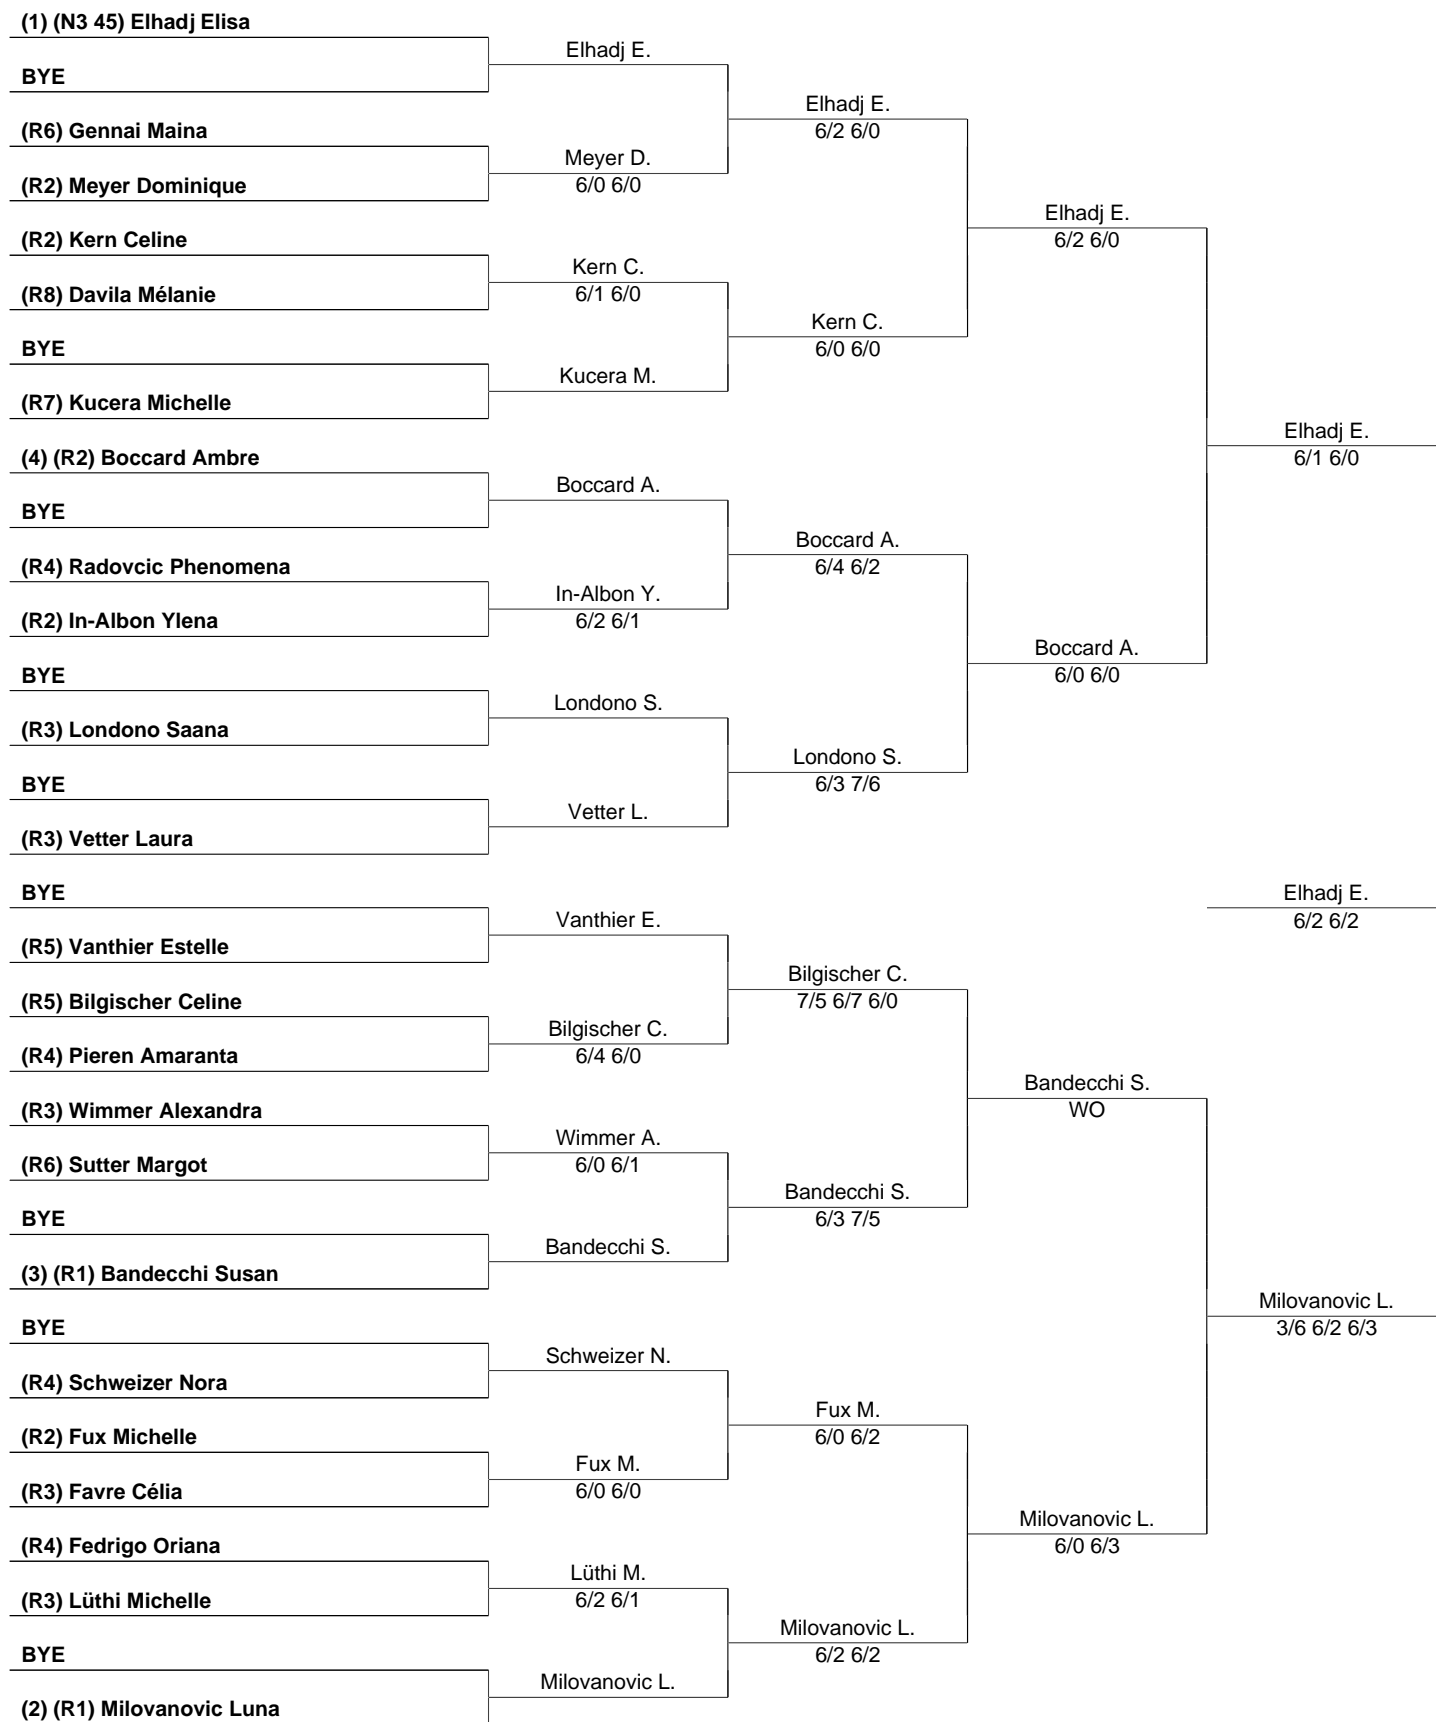 (1) (N3 45) Elhadj Elisa
Elhadj E.
BYE
Elhadj E.
6/2 6/0
(R6) Gennai Maina
Meyer D.
6/0 6/0
(R2) Meyer Dominique
Elhadj E.
6/2 6/0
(R2) Kern Celine
Kern C.
6/1 6/0
(R8) Davila Mélanie
Kern C.
6/0 6/0
BYE
Kucera M.
(R7) Kucera Michelle
Elhadj E.
6/1 6/0
(4) (R2) Boccard Ambre
Boccard A.
BYE
Boccard A.
6/4 6/2
(R4) Radovcic Phenomena
In-Albon Y.
6/2 6/1
(R2) In-Albon Ylena
Boccard A.
6/0 6/0
BYE
Londono S.
(R3) Londono Saana
Londono S.
6/3 7/6
BYE
Vetter L.
(R3) Vetter Laura
BYE
Elhadj E.
6/2 6/2
Vanthier E.
(R5) Vanthier Estelle
Bilgischer C.
7/5 6/7 6/0
(R5) Bilgischer Celine
Bilgischer C.
6/4 6/0
(R4) Pieren Amaranta
Bandecchi S.
WO
(R3) Wimmer Alexandra
Wimmer A.
6/0 6/1
(R6) Sutter Margot
Bandecchi S.
6/3 7/5
BYE
Bandecchi S.
(3) (R1) Bandecchi Susan
Milovanovic L.
3/6 6/2 6/3
BYE
Schweizer N.
(R4) Schweizer Nora
Fux M.
6/0 6/2
(R2) Fux Michelle
Fux M.
6/0 6/0
(R3) Favre Célia
Milovanovic L.
6/0 6/3
(R4) Fedrigo Oriana
Lüthi M.
6/2 6/1
(R3) Lüthi Michelle
Milovanovic L.
6/2 6/2
BYE
Milovanovic L.
(2) (R1) Milovanovic Luna